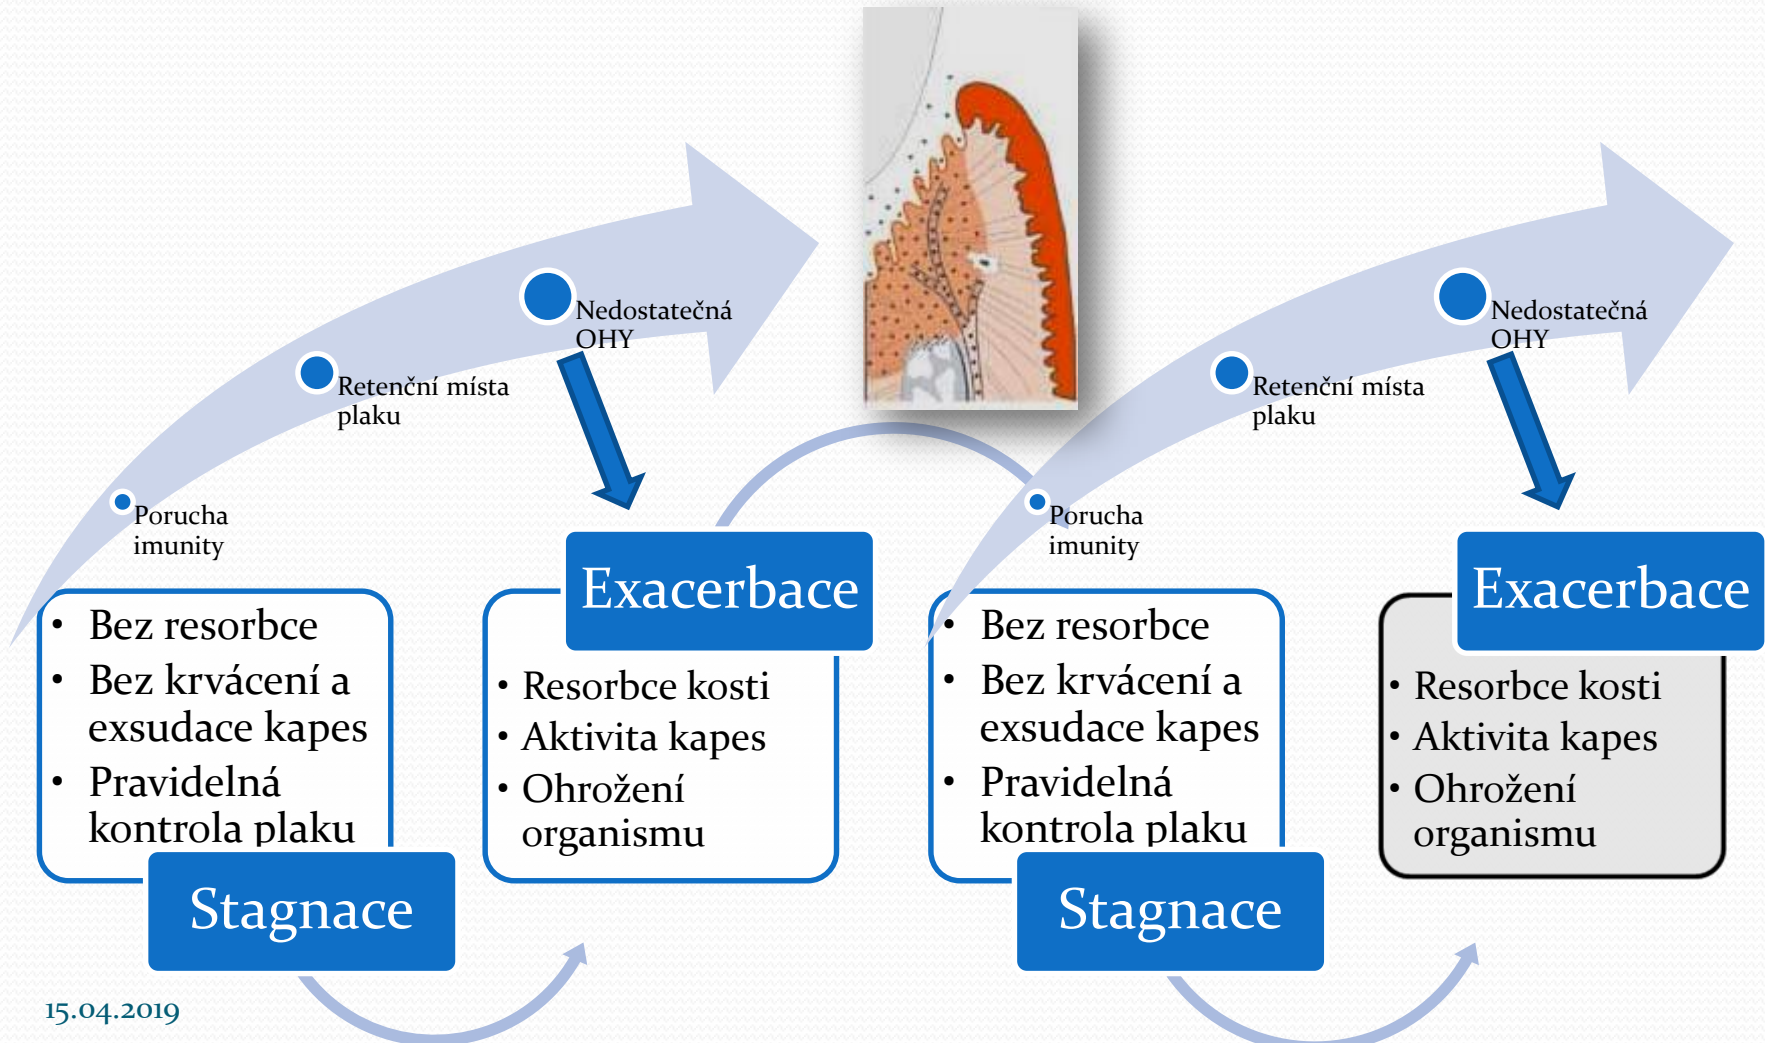 Porucha
imunity
Retenční místa
plaku
Nedostatečná
OHY
Porucha
imunity
Retenční místa
plaku
Nedostatečná
OHY
• Bez resorbce
• Bez krvácení a
exsudace kapes
• Pravidelná
kontrola plaku
Stagnace
Exacerbace
• Resorbce kosti
• Aktivita kapes
• Ohrožení
organismu
• Bez resorbce
• Bez krvácení a
exsudace kapes
• Pravidelná
kontrola plaku
Stagnace
Exacerbace
• Resorbce kosti
• Aktivita kapes
• Ohrožení
organismu
15.04.2019